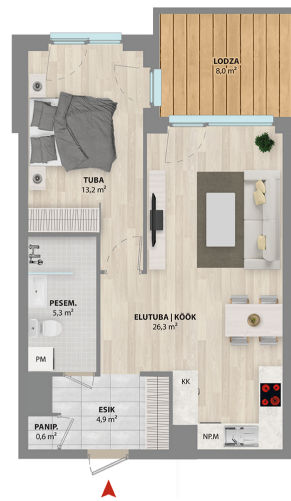 LODZA
8,0 m²
TUBA
13,2 m²
PESEM.
5,3 m²
ELUTUBA | KÖÖK
26,3 m²
PM
KK
ESIK
4,9 m²
PANIP.
0,6 m²
NP.M